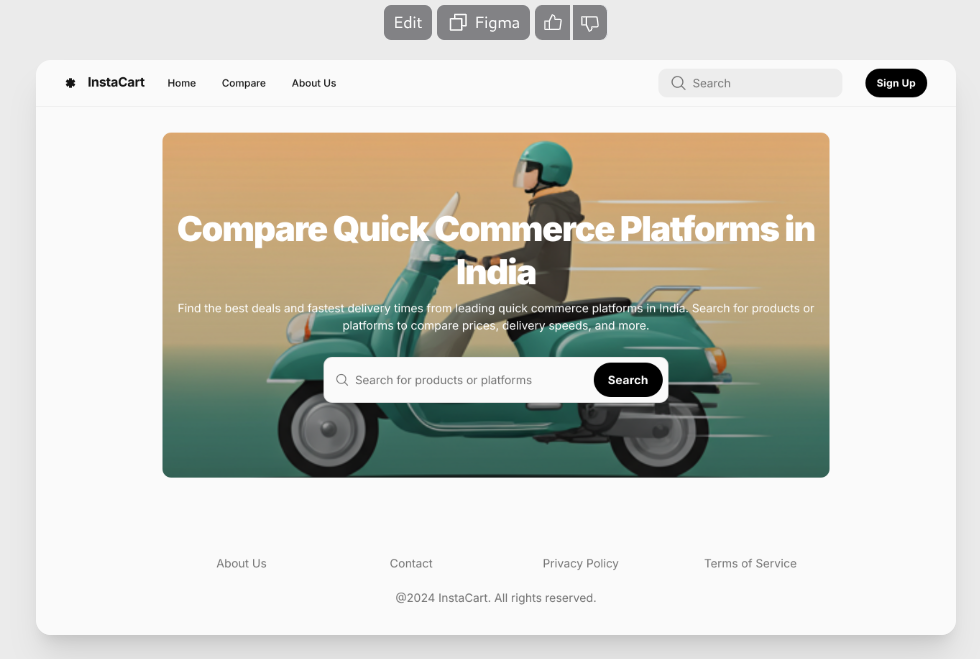 Edit Figma
InstaCart Home Compare About Us Search Sign Up
Compare Quick Commerce Platforms in
India
Find the best deals and fastest delivery times from leading quick commerce platforms in India. Search for products or
platforms to compare prices, delivery speeds, and more.
Search for products or platforms Search
About Us Contact Privacy Policy Terms of Service
@2024 InstaCart. All rights reserved.